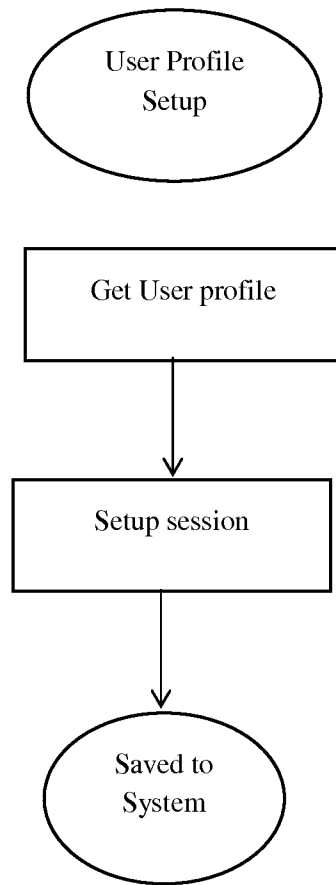 User Profile
Setup
Get User profile
Setup session
Saved to
System